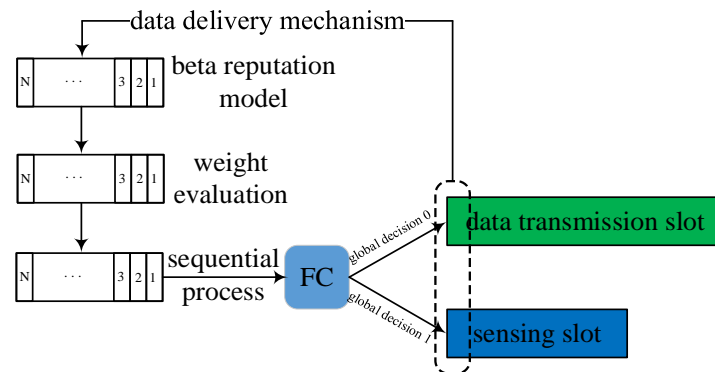 data delivery mechanism
N ... 3 2 1
beta reputation
model
N ... 3 2 1
weight
evaluation
N ... 3 2 1
sequential
process
FC
global decision 0
global decision 1
data transmission slot
sensing slot